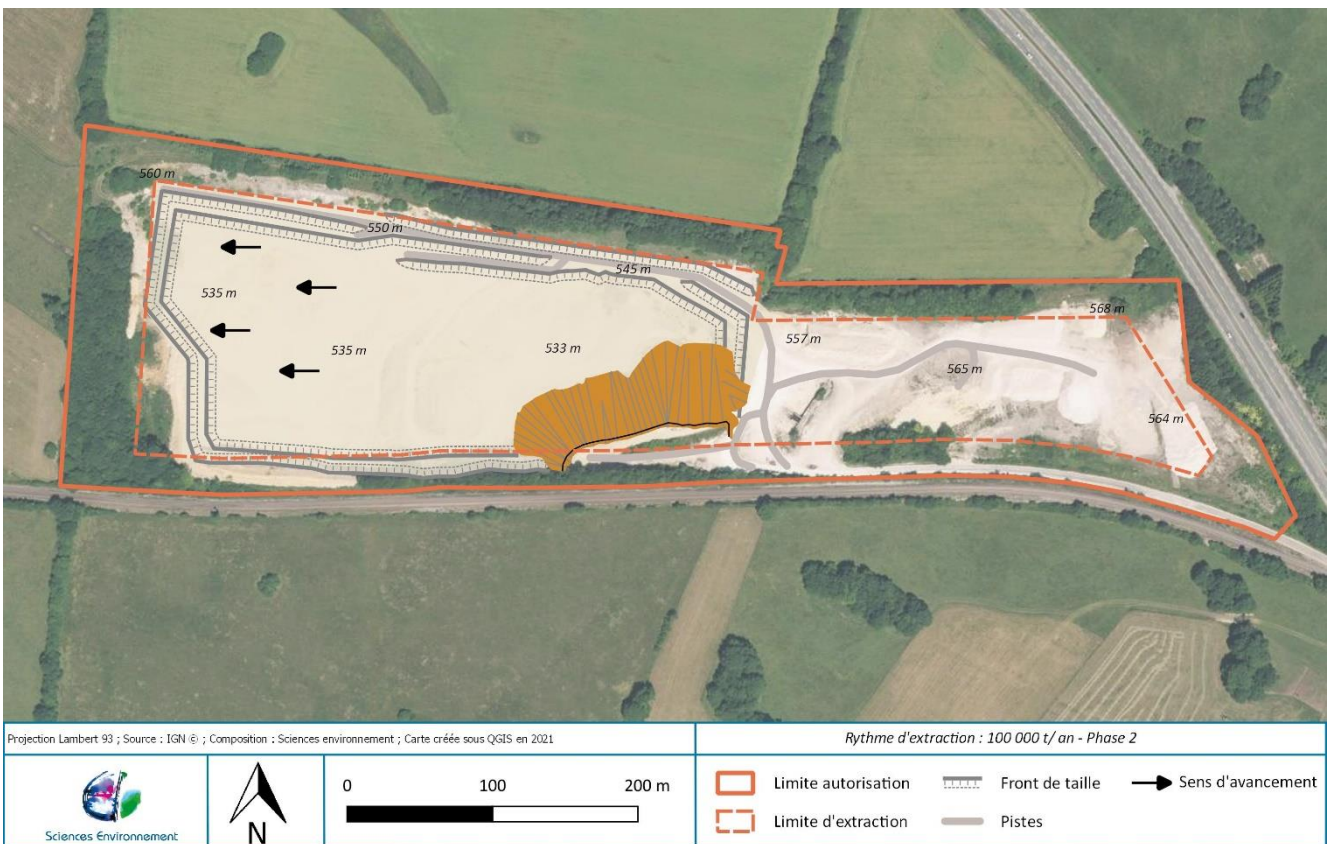 560 m
550 m
545 m
535 m
535 m
533 m
557 m
568 m
565 m
564 m
Projection Lambert 93 ; Source : IGN © ; Composition : Sciences environnement ; Carte créée sous QGIS en 2021
Rythme d'extraction : 100 000 t/ an - Phase 2
Sciences Environnement
N
0 100 200 m
Limite autorisation
Front de taille
Sens d'avancement
Limite d'extraction
Pistes